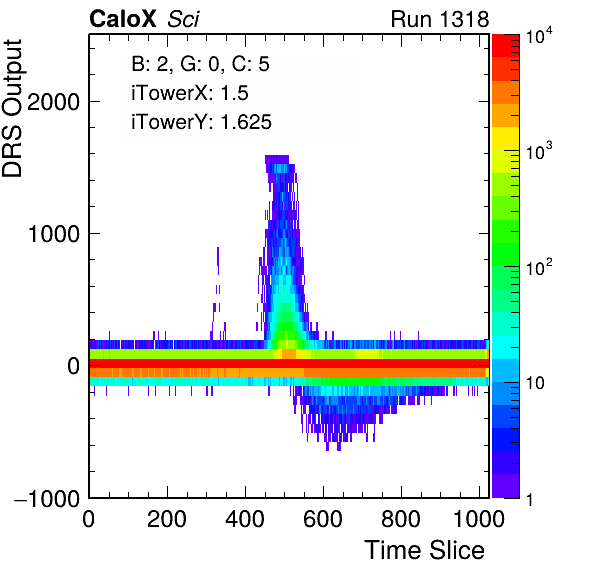 CaloX Sci Run 1318
B: 2, G: 0, C: 5
iTowerX: 1.5
iTowerY: 1.625
DRS Output
2000
1000
0
−1000
0 200 400 600 800 1000
Time Slice
10⁴
10³
10²
10
1